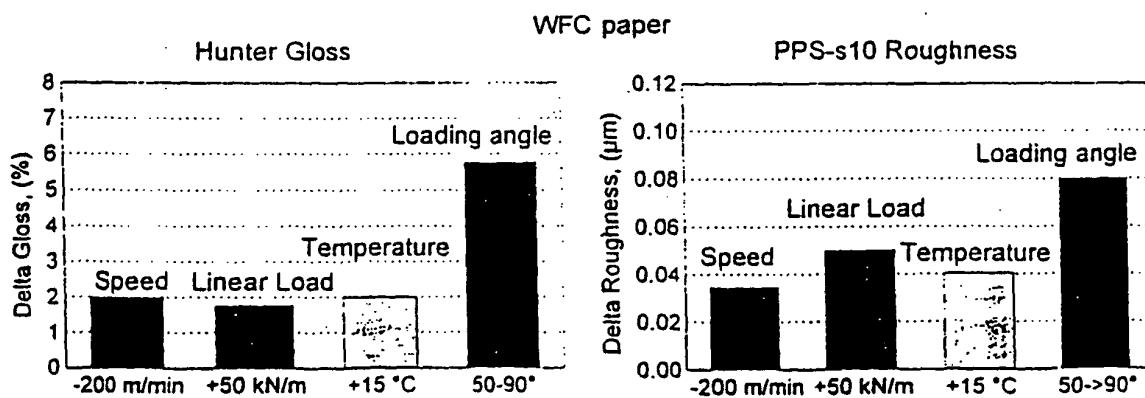 WFC paper
Hunter Gloss
8
7
6
5
4
3
2
1
0
Delta Gloss, (%)
Speed
Linear Load
Temperature
Loading angle
-200 m/min
+50 kN/m
+15 °C
50-90°
PPS-s10 Roughness
0.12
0.10
0.08
0.06
0.04
0.02
0.00
Delta Roughness, (µm)
Speed
Linear Load
Temperature
Loading angle
-200 m/min
+50 kN/m
+15 °C
50->90°